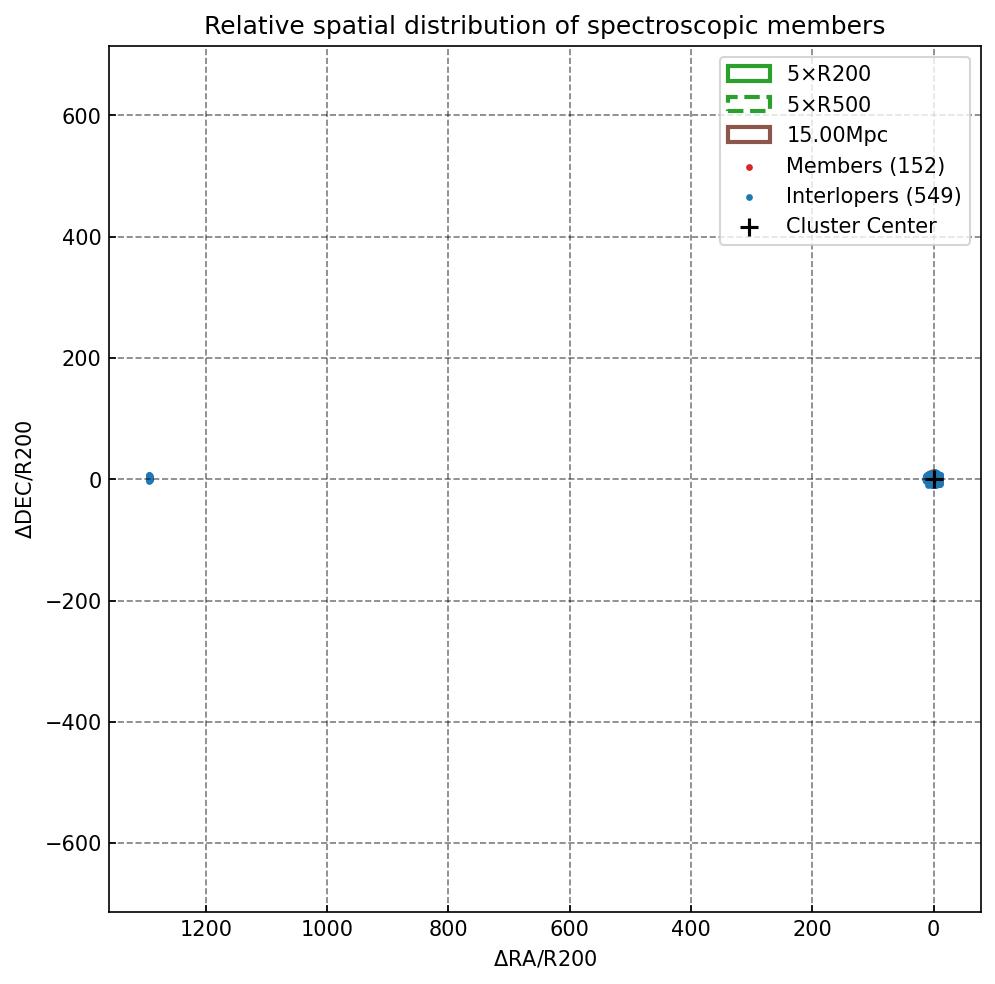 Relative spatial distribution of spectroscopic members
5×R200
5×R500
15.00Mpc
Members (152)
Interlopers (549)
Cluster Center
600
400
200
0
−200
−400
−600
ΔDEC/R200
1200 1000 800 600 400 200 0
ΔRA/R200